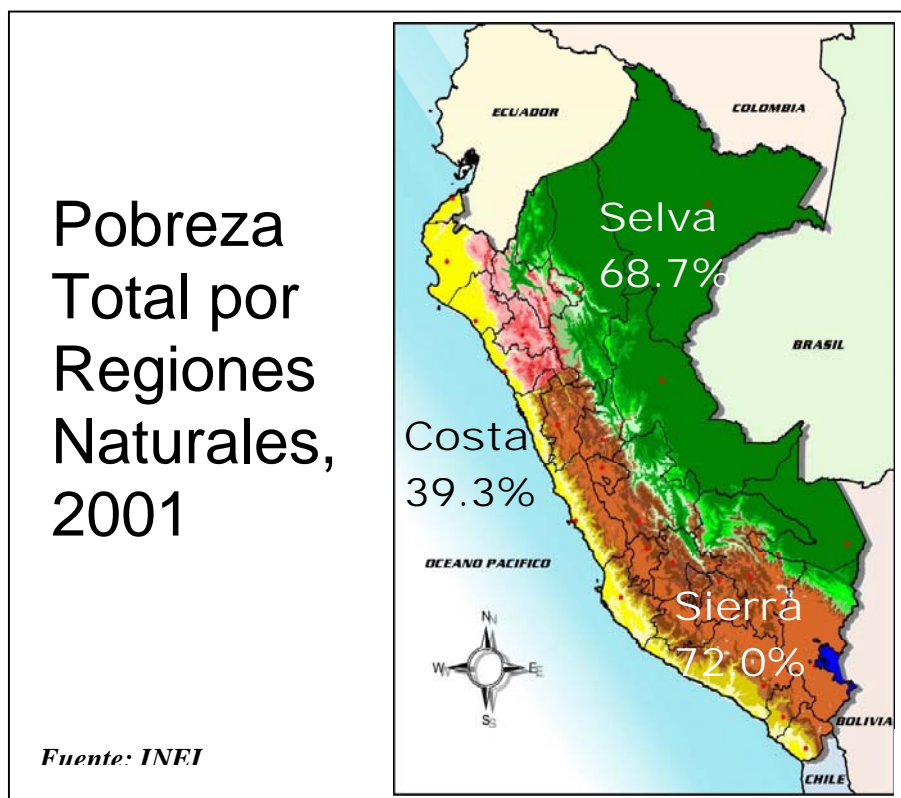 Pobreza
Total por
Regiones
Naturales,
2001
Fuente: INEI
ECUADOR
COLOMBIA
Selva
68.7%
BRASIL
Costa
39.3%
OCEANO PACIFICO
Sierra
72.0%
N
W
E
S
BOLIVIA
CHILE